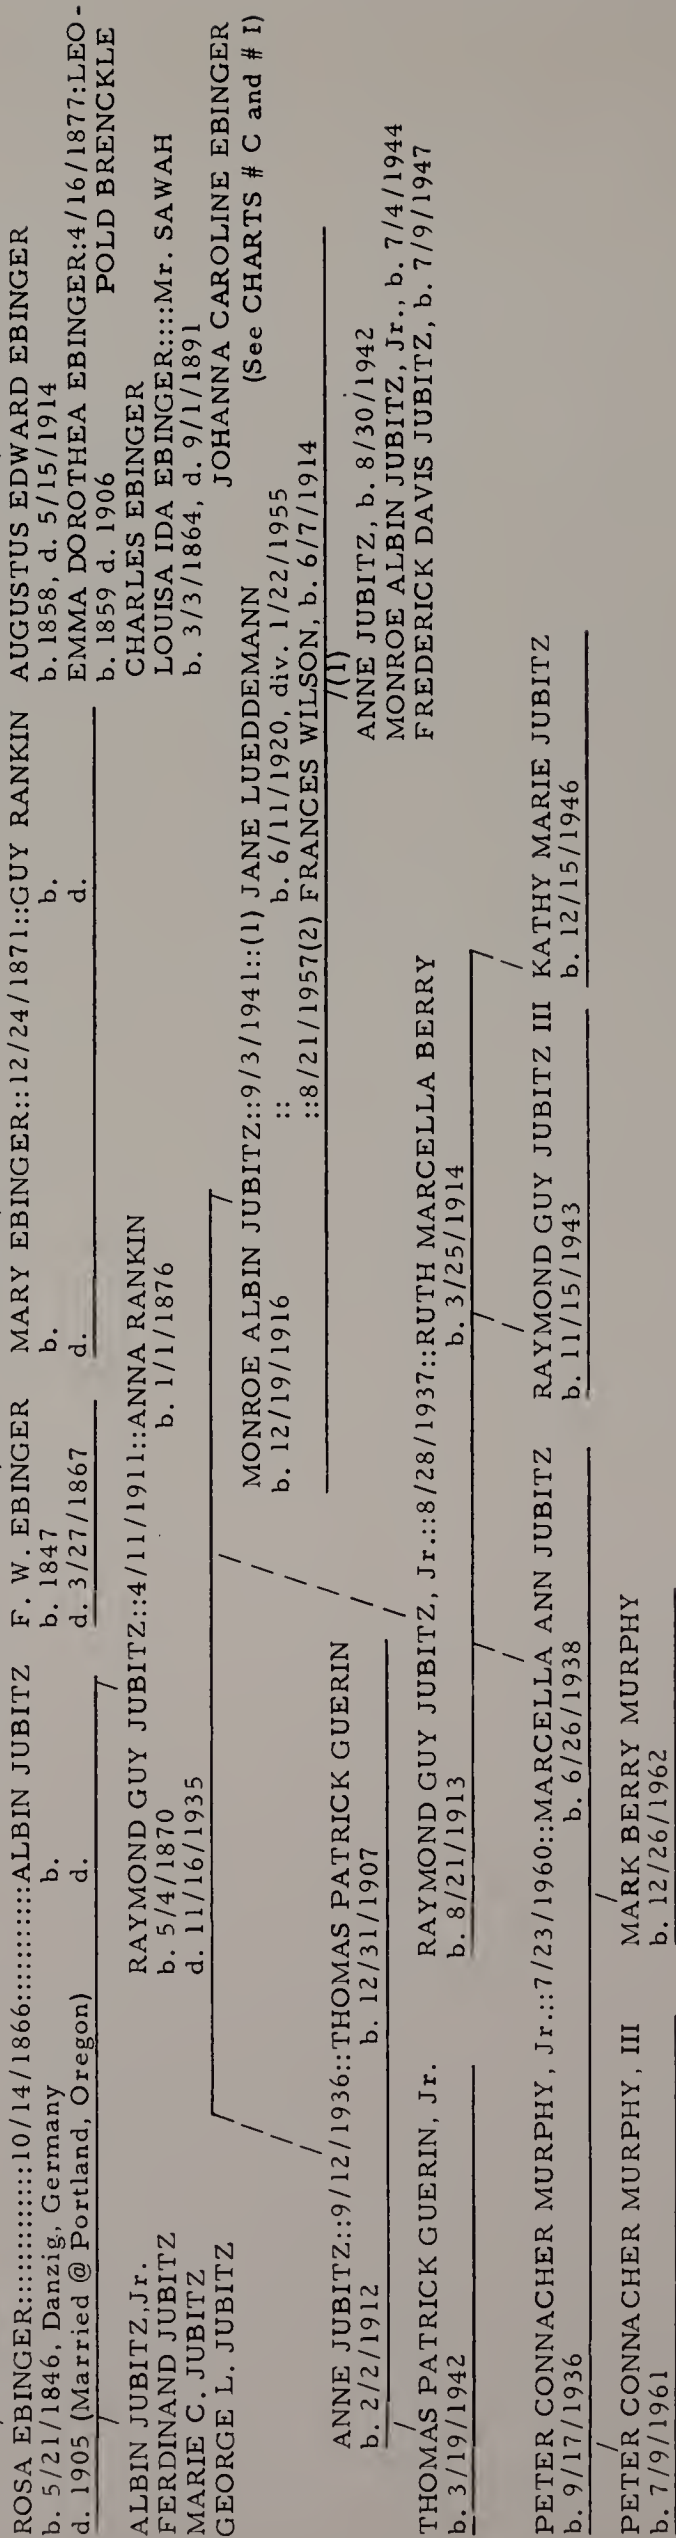 ROSA EBINGER::::::::::::::10/14/1866::::::::::::ALBIN JUBITZ
b. 5/21/1846, Danzig, Germany b.
d. 1905 (Married @ Portland, Oregon) d.
F. W. EBINGER
b. 1847
d. 3/27/1867
MARY EBINGER::12/24/1871::GUY RANKIN
b. b.
d. d.
AUGUSTUS EDWARD EBINGER
b. 1858, d. 5/15/1914
EMMA DOROTHEA EBINGER:4/16/1877:LEO-
b. 1859 d. 1906 POLD BRENCKLE
CHARLES EBINGER
LOUISA IDA EBINGER::::Mr. SAWAH
b. 3/3/1864, d. 9/1/1891
JOHANNA CAROLINE EBINGER
(See CHARTS # C and # I)
ALBIN JUBITZ,Jr.
FERDINAND JUBITZ
MARIE C. JUBITZ
GEORGE L. JUBITZ
RAYMOND GUY JUBITZ::4/11/1911::ANNA RANKIN
b. 5/4/1870 b. 1/1/1876
d. 11/16/1935
MONROE ALBIN JUBITZ::9/3/1941::(1) JANE LUEDDEMANN
b. 12/19/1916 :: b. 6/11/1920, div. 1/22/1955
::8/21/1957(2) FRANCES WILSON, b. 6/7/1914
/(1)
ANNE JUBITZ, b. 8/30/1942
MONROE ALBIN JUBITZ, Jr., b. 7/4/1944
FREDERICK DAVIS JUBITZ, b. 7/9/1947
ANNE JUBITZ::9/12/1936::THOMAS PATRICK GUERIN
b. 2/2/1912 b. 12/31/1907
THOMAS PATRICK GUERIN, Jr.
b. 3/19/1942
RAYMOND GUY JUBITZ, Jr.::8/28/1937::RUTH MARCELLA BERRY
b. 8/21/1913 b. 3/25/1914
PETER CONNACHER MURPHY, Jr.::7/23/1960::MARCELLA ANN JUBITZ
b. 9/17/1936 b. 6/26/1938
RAYMOND GUY JUBITZ III
b. 11/15/1943
KATHY MARIE JUBITZ
b. 12/15/1946
PETER CONNACHER MURPHY, III
b. 7/9/1961
MARK BERRY MURPHY
b. 12/26/1962